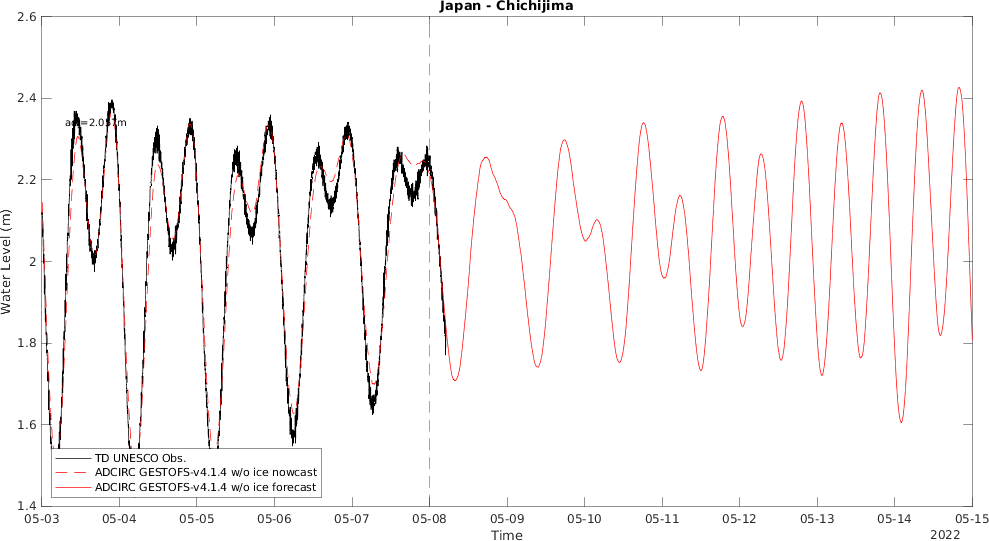 Japan - Chichijima
2.6
2.4
2.2
2
1.8
1.6
1.4
Water Level (m)
TD UNESCO Obs.
ADCIRC GESTOFS-v4.1.4 w/o ice nowcast
ADCIRC GESTOFS-v4.1.4 w/o ice forecast
05-03 05-04 05-05 05-06 05-07 05-08 05-09 05-10 05-11 05-12 05-13 05-14 05-15
Time
2022